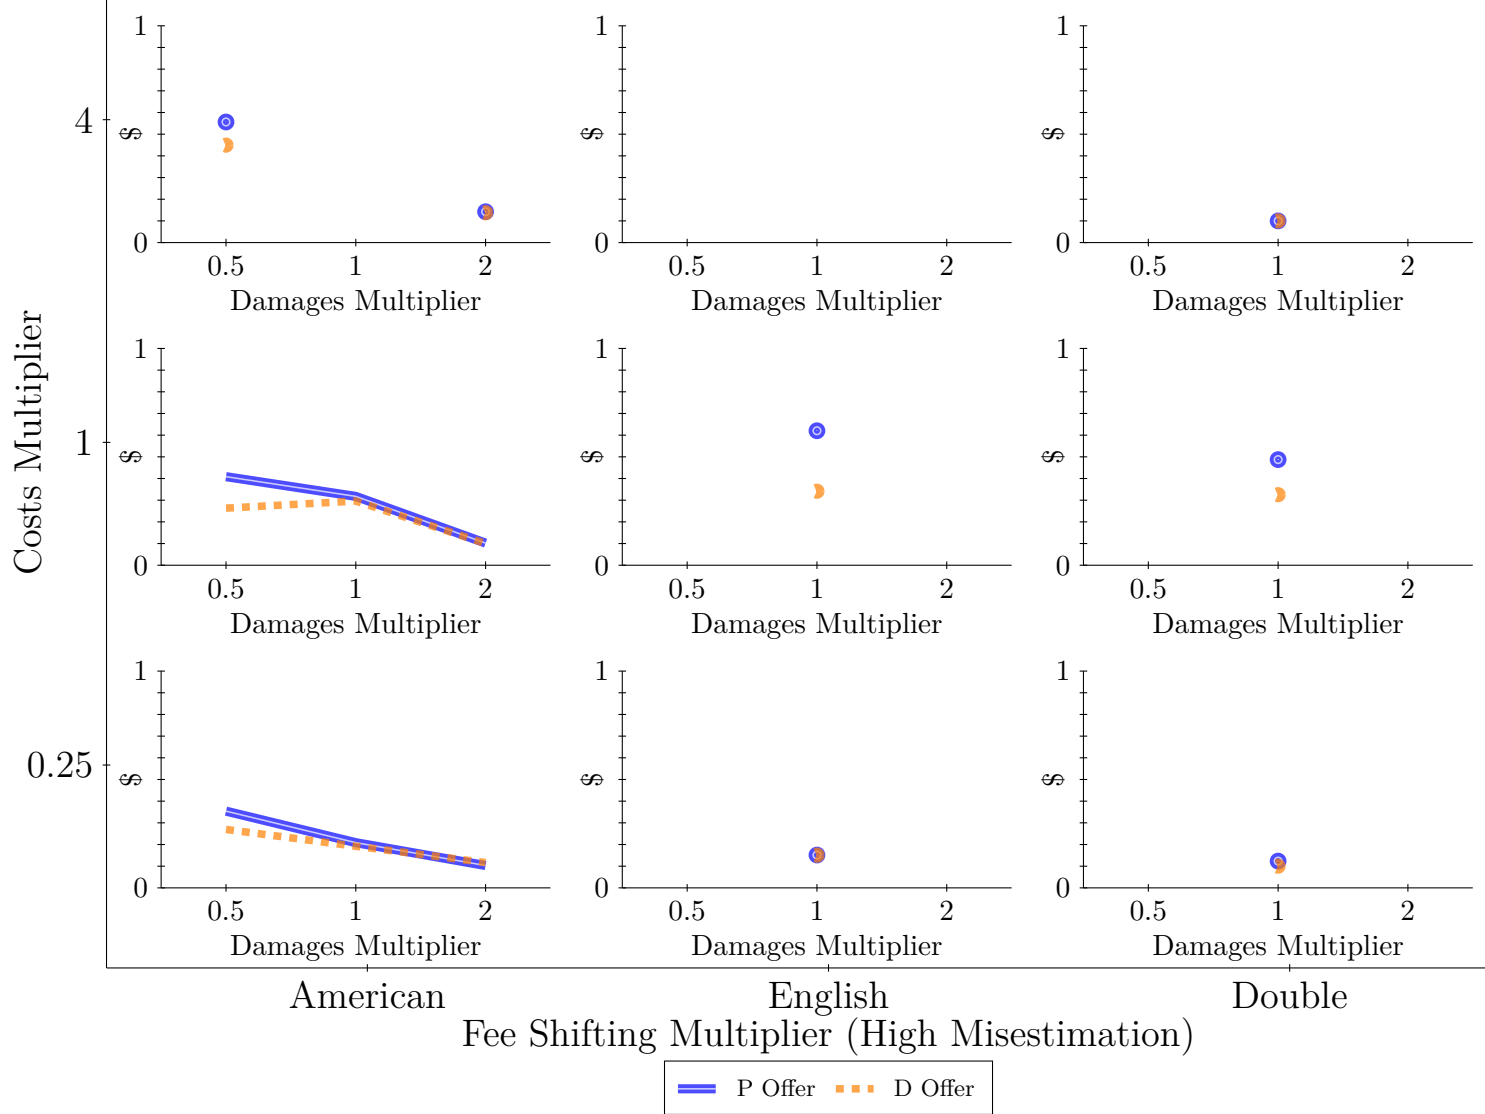 Costs Multiplier
4
1
$
0
0.5 1 2
Damages Multiplier
1
$
0
0.5 1 2
Damages Multiplier
1
$
0
0.5 1 2
Damages Multiplier
1
1
$
0
0.5 1 2
Damages Multiplier
1
$
0
0.5 1 2
Damages Multiplier
1
$
0
0.5 1 2
Damages Multiplier
0.25
1
$
0
0.5 1 2
Damages Multiplier
1
$
0
0.5 1 2
Damages Multiplier
1
$
0
0.5 1 2
Damages Multiplier
American English Double
Fee Shifting Multiplier (High Misestimation)
P Offer D Offer